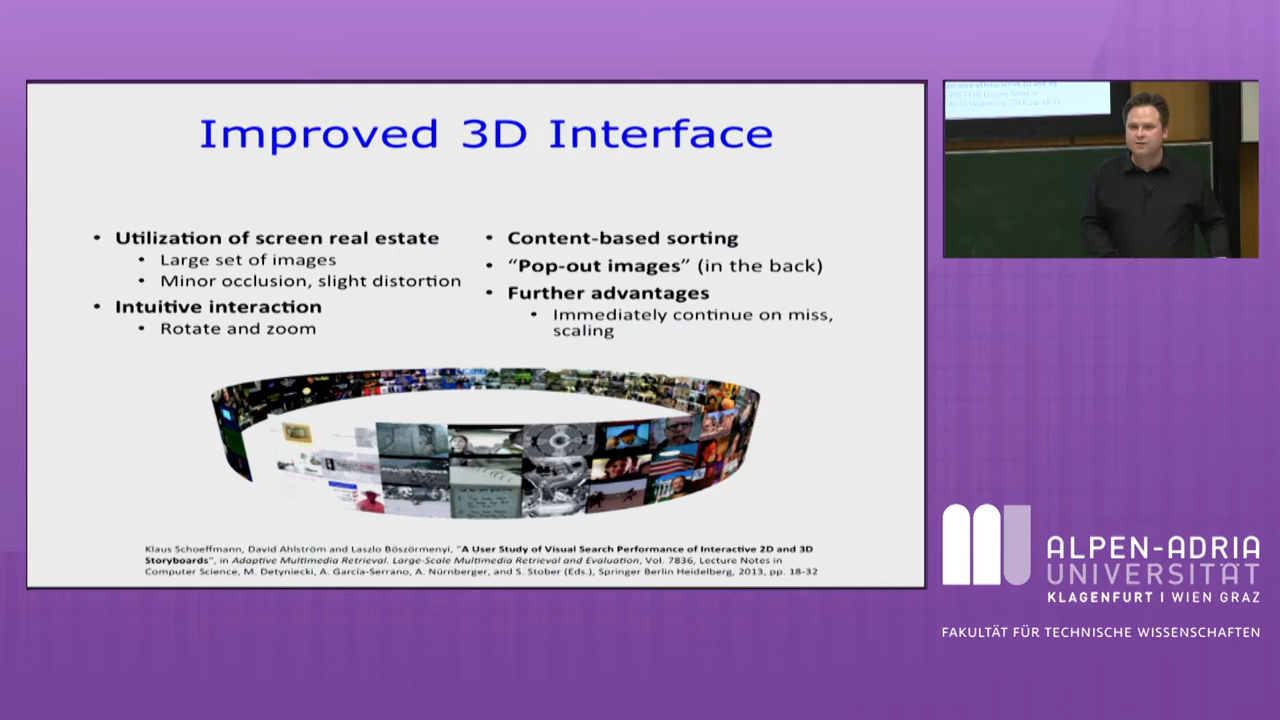 Improved 3D Interface
• Utilization of screen real estate
• Large set of images
• Minor occlusion, slight distortion
• Intuitive interaction
• Rotate and zoom
• Content-based sorting
• “Pop-out images” (in the back)
• Further advantages
• Immediately continue on miss,
scaling
Klaus Schoeffmann, David Ahlström and Laszlo Böszörmenyi, “A User Study of Visual Search Performance of Interactive 2D and 3D
Storyboards”, in Adaptive Multimedia Retrieval. Large-Scale Multimedia Retrieval and Evaluation, Vol. 7836, Lecture Notes in
Computer Science, M. Detyniecki, A. García-Serrano, A. Nürnberger, and S. Stober (Eds.), Springer Berlin Heidelberg, 2013, pp. 18-32
ALPEN-ADRIA
UNIVERSITÄT
KLAGENFURT I WIEN GRAZ
FAKULTÄT FÜR TECHNISCHE WISSENSCHAFTEN